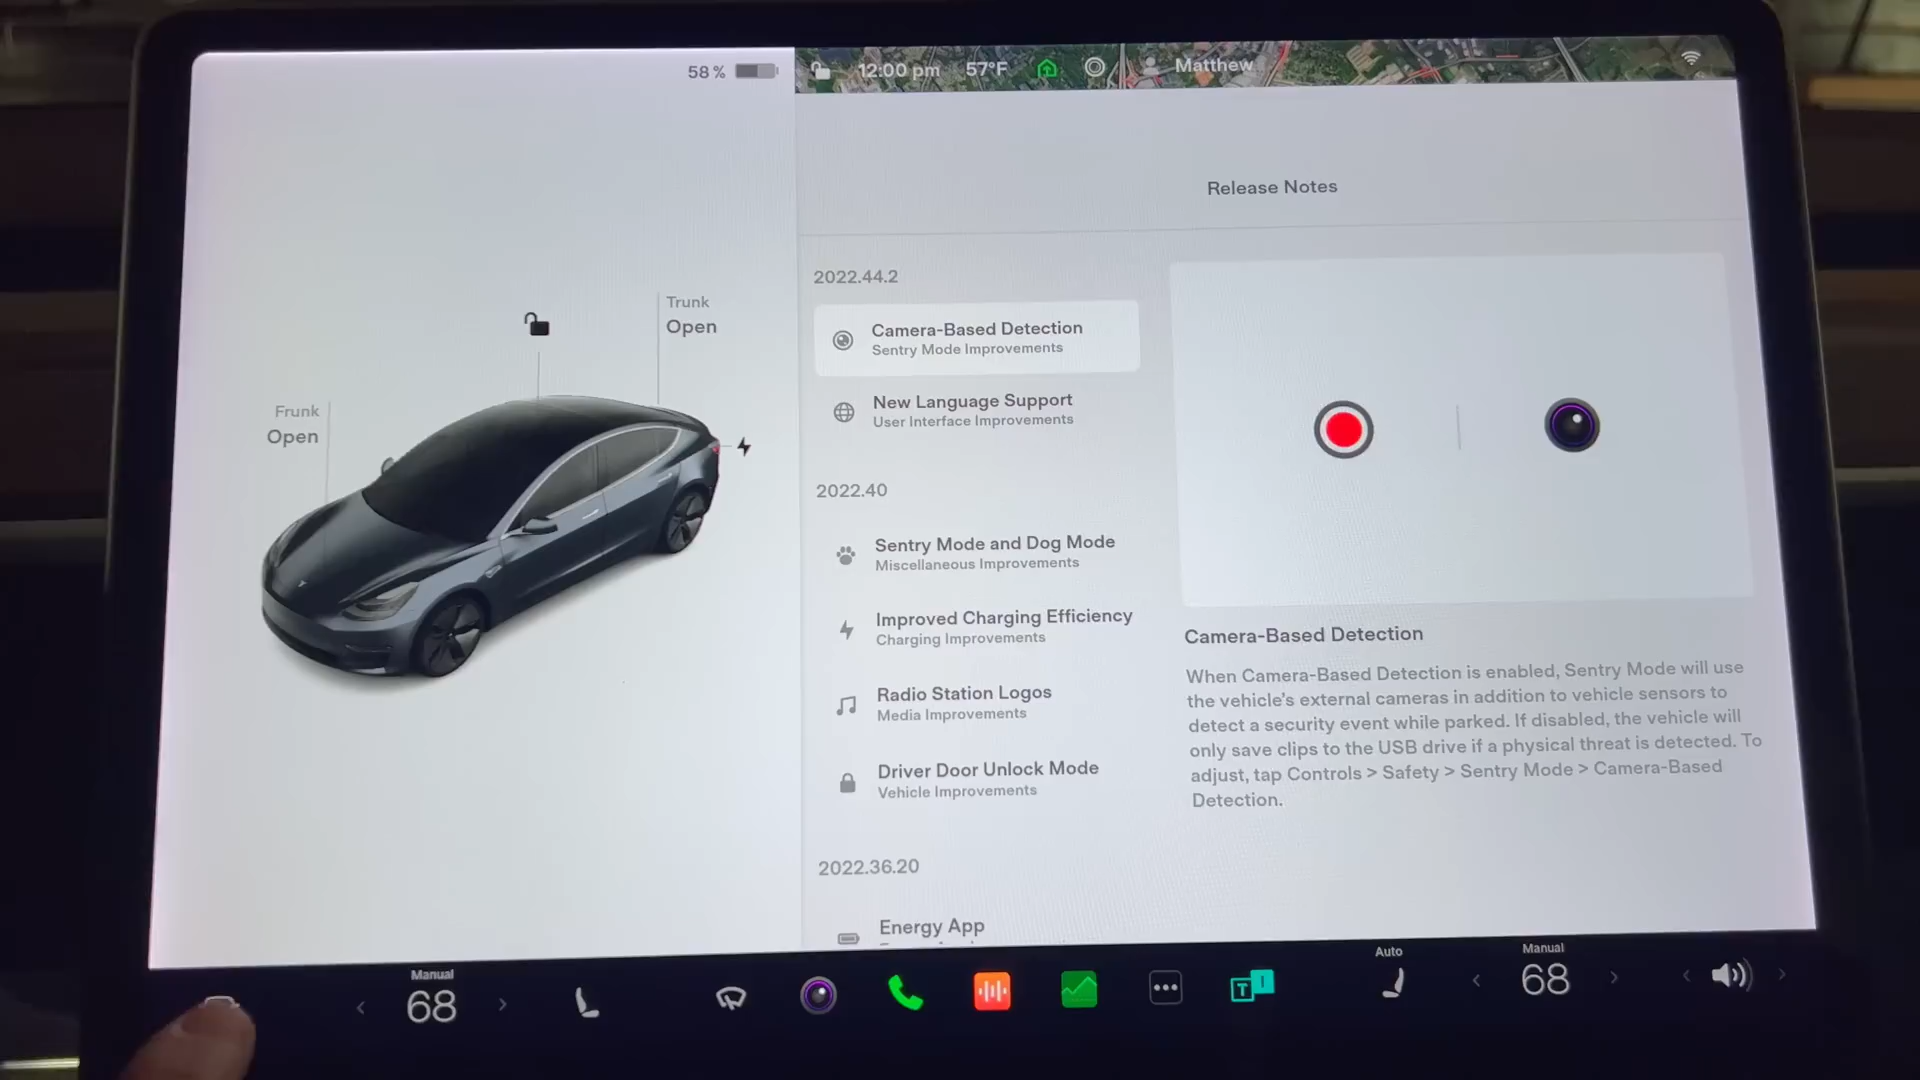 58 %
12:00 pm
57°F
Matthew
Release Notes
Trunk
Open
Frunk
Open
2022.44.2
Camera-Based Detection
Sentry Mode Improvements
New Language Support
User Interface Improvements
2022.40
Sentry Mode and Dog Mode
Miscellaneous Improvements
Improved Charging Efficiency
Charging Improvements
Radio Station Logos
Media Improvements
Driver Door Unlock Mode
Vehicle Improvements
2022.36.20
Energy App
Camera-Based Detection
When Camera-Based Detection is enabled, Sentry Mode will use
the vehicle's external cameras in addition to vehicle sensors to
detect a security event while parked. If disabled, the vehicle will
only save clips to the USB drive if a physical threat is detected. To
adjust, tap Controls > Safety > Sentry Mode > Camera-Based
Detection.
Manual
68
T
I
Auto
Manual
68